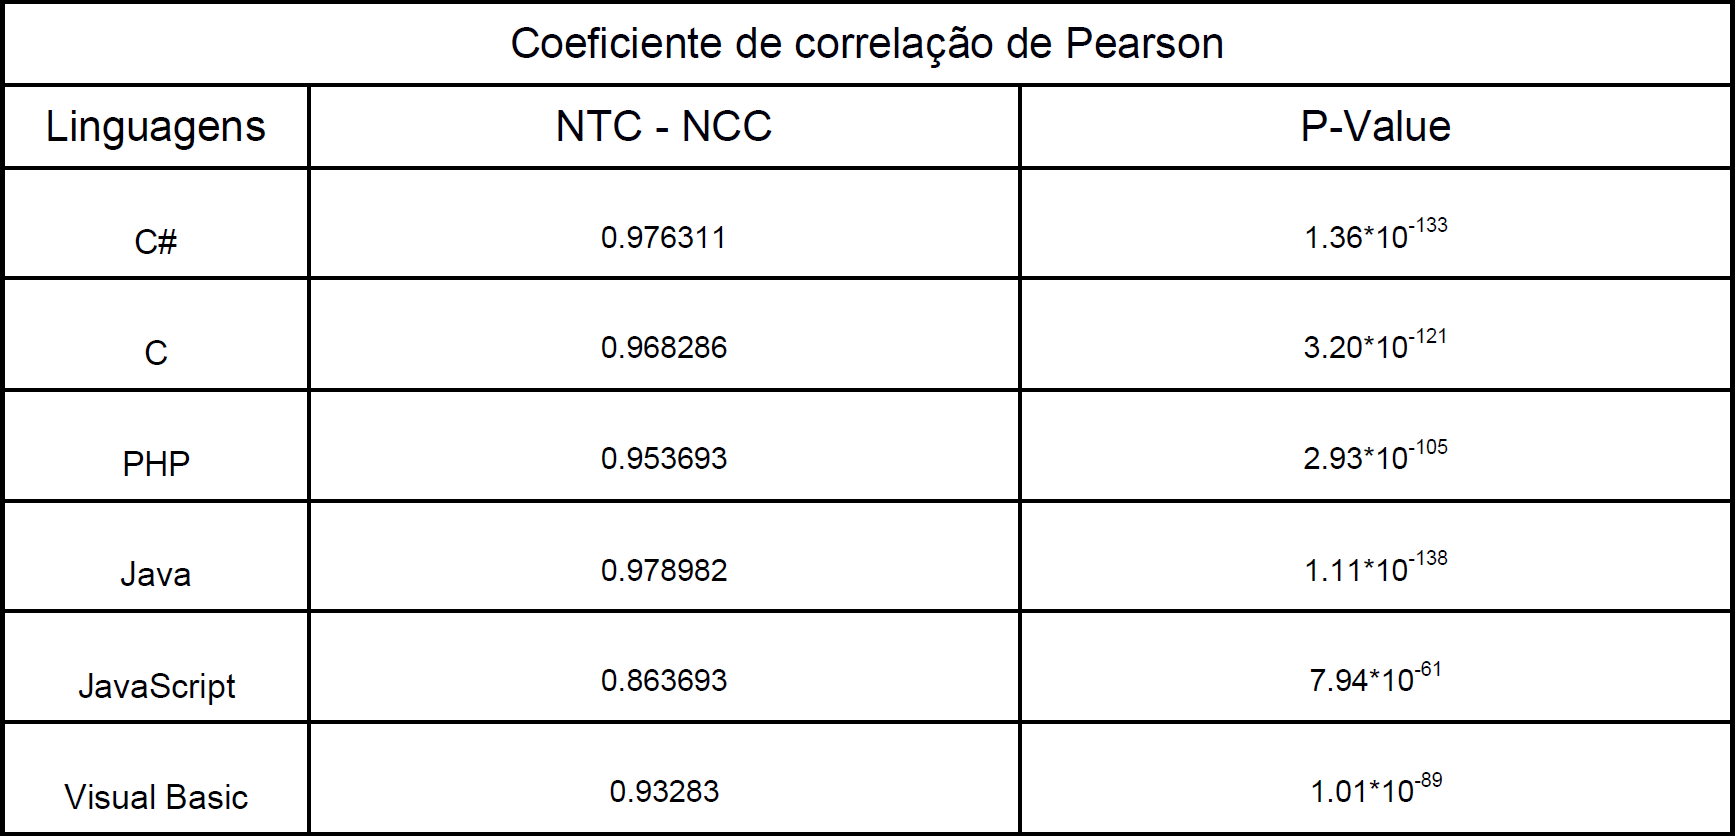 Coeficiente de correlação de Pearson
Linguagens NTC - NCC P-Value
C# 0.976311 1.36*10^-133
C 0.968286 3.20*10^-121
PHP 0.953693 2.93*10^-105
Java 0.978982 1.11*10^-138
JavaScript 0.863693 7.94*10^-61
Visual Basic 0.93283 1.01*10^-89